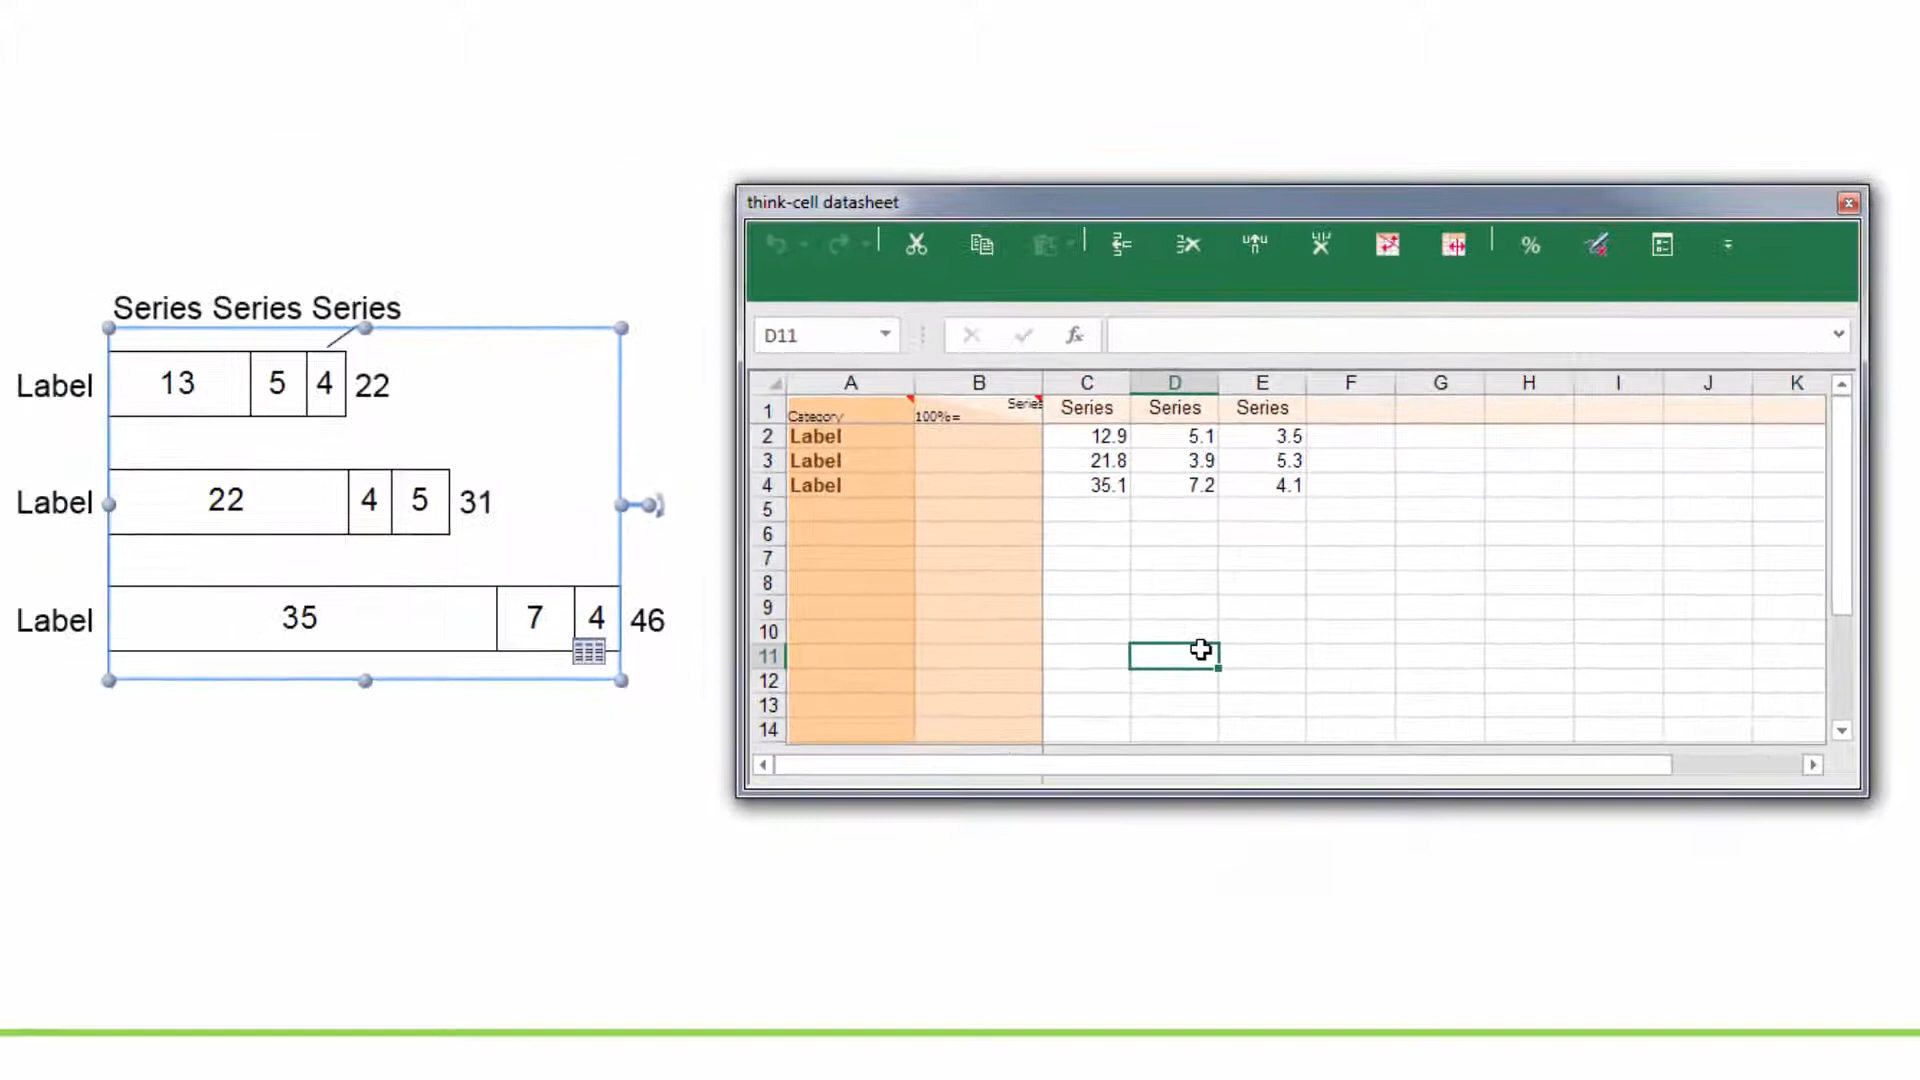 Series Series Series
Label 13 5 4 22
Label 22 4 5 31
Label 35 7 4 46
think-cell datasheet
%
D11 fx
A B C D E F G H I J K
1 Category 100%= Series Series Series Series
2 Label 12.9 5.1 3.5
3 Label 21.8 3.9 5.3
4 Label 35.1 7.2 4.1
5
6
7
8
9
10
11
12
13
14